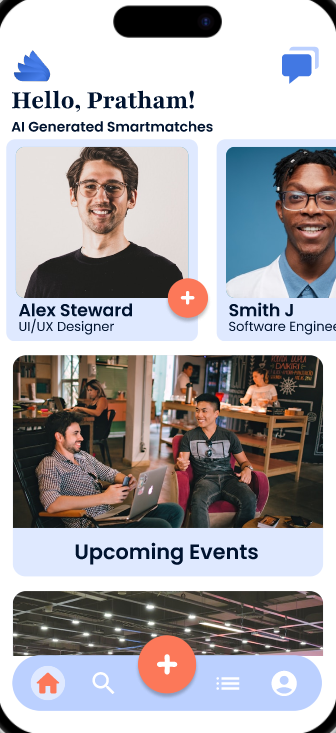 Hello, Pratham!
AI Generated Smartmatches
Alex Steward
UI/UX Designer
Smith J
Software Enginee
Upcoming Events